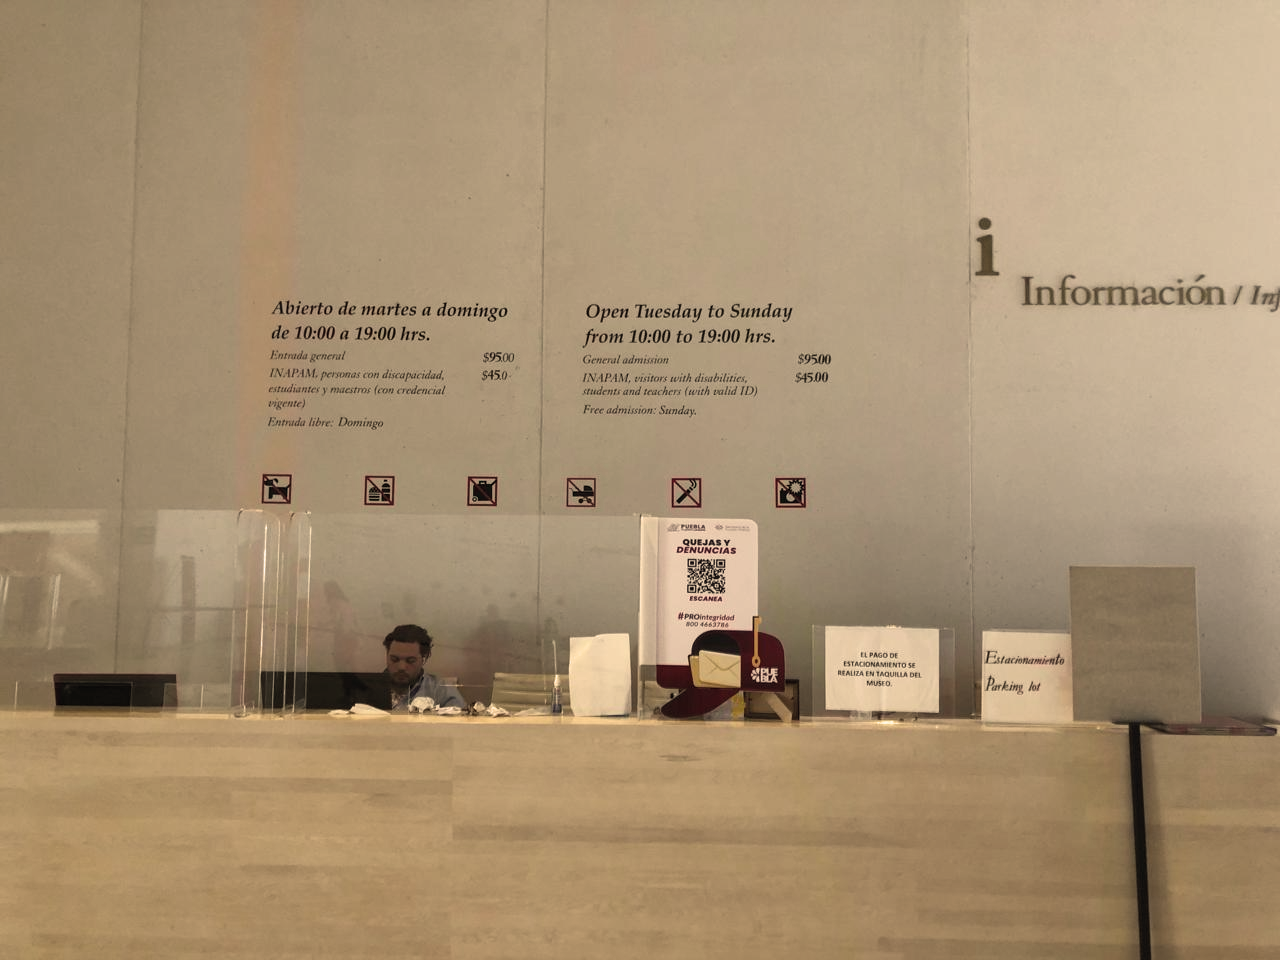 Abierto de martes a domingo
de 10:00 a 19:00 hrs.
Entrada general $95.00
INAPAM, personas con discapacidad, $45.0
estudiantes y maestros (con credencial
vigente)
Entrada libre: Domingo
Open Tuesday to Sunday
from 10:00 to 19:00 hrs.
General admission $95.00
INAPAM, visitors with disabilities, $45.00
students and teachers (with valid ID)
Free admission: Sunday.
i
Información / Inf
PUEBLA
QUEJAS Y
DENUNCIAS
ESCANEA
#PROintegridad
800 4663786
PUE
BLA
EL PAGO DE
ESTACIONAMIENTO SE
REALIZA EN TAQUILLA DEL
MUSEO.
Estacionamiento
Parking lot